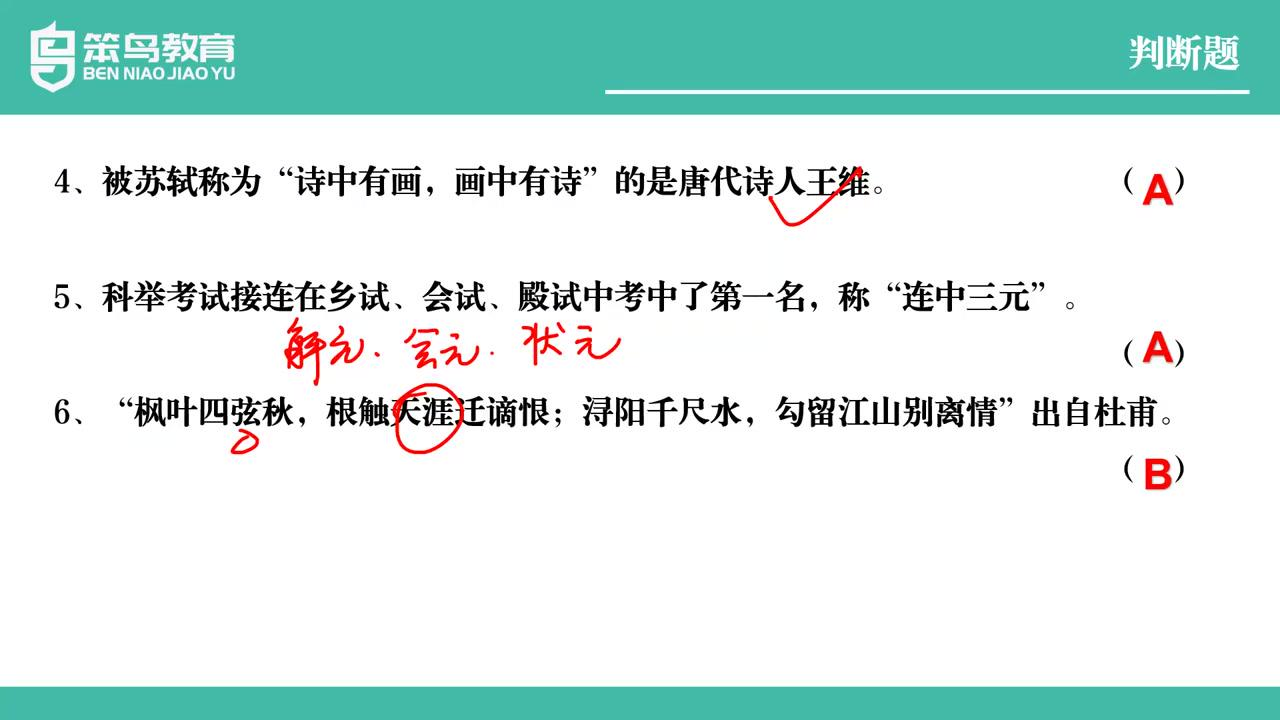 笨鸟教育
BEN NIAO JIAO YU
判断题
4、被苏轼称为“诗中有画，画中有诗”的是唐代诗人王维。 （A）
5、科举考试接连在乡试、会试、殿试中考中了第一名，称“连中三元”。
解元、会元、状元
（A）
6、“枫叶四弦秋，根触天涯迁谪恨；浔阳千尺水，勾留江山别离情”出自杜甫。
（B）